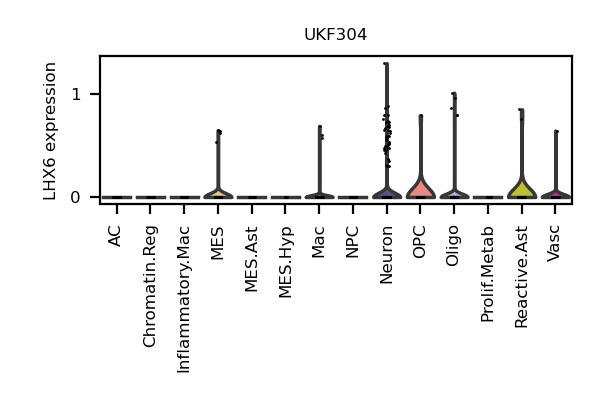 UKF304
LHX6 expression
1
0
AC
Chromatin.Reg
Inflammatory.Mac
MES
MES.Ast
MES.Hyp
Mac
NPC
Neuron
OPC
Oligo
Prolif.Metab
Reactive.Ast
Vasc